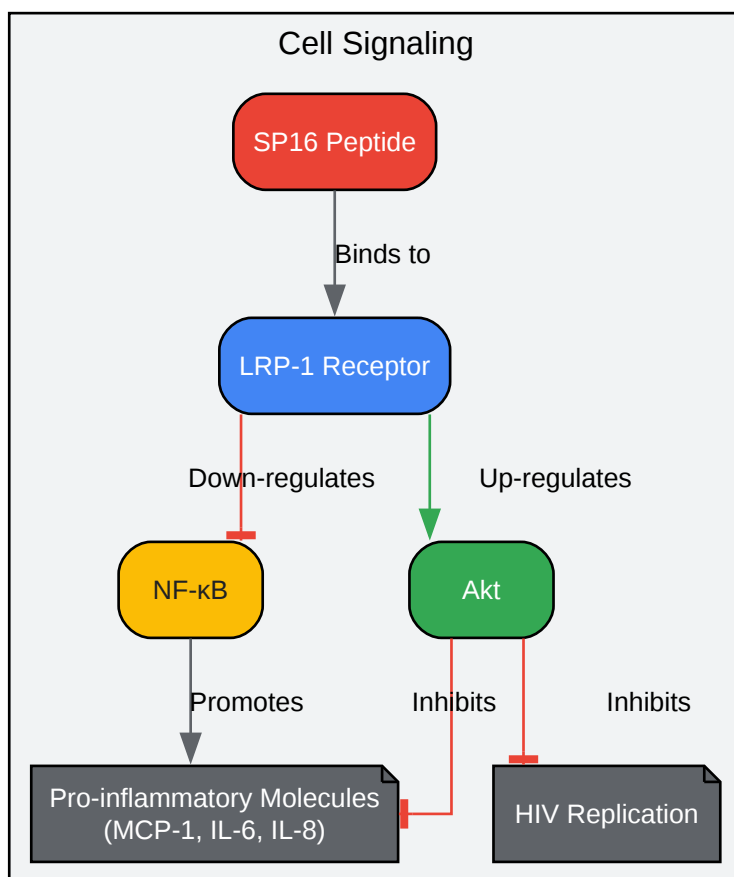 Cell Signaling
SP16 Peptide
Binds to
LRP-1 Receptor
Down-regulates
Up-regulates
NF-κB
Akt
Promotes
Inhibits
Inhibits
Pro-inflammatory Molecules
(MCP-1, IL-6, IL-8)
HIV Replication